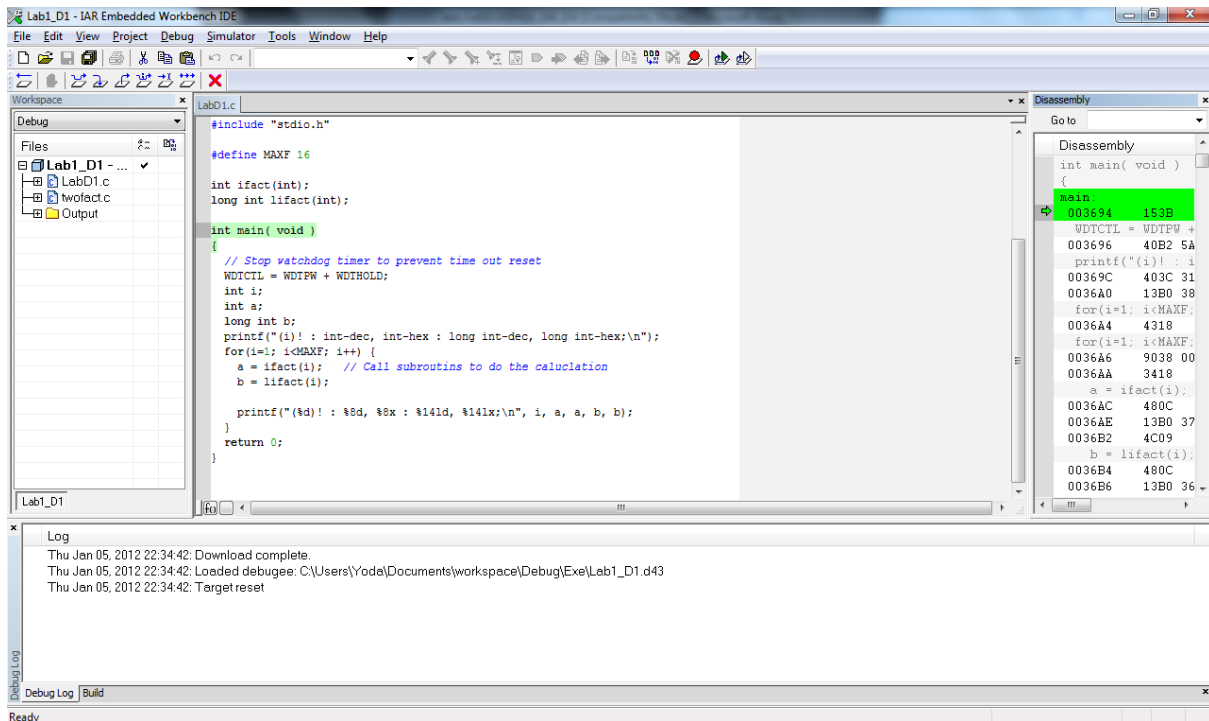 Lab1_D1 - IAR Embedded Workbench IDE
File Edit View Project Debug Simulator Tools Window Help
Workspace
Debug
Files
Lab1_D1 - ...
LabD1.c
twofact.c
Output
Lab1_D1
LabD1.c
#include "stdio.h"
#define MAXF 16
int ifact(int);
long int lifact(int);
int main( void )
{
// Stop watchdog timer to prevent time out reset
WDTCTL = WDTPW + WDTHOLD;
int i;
int a;
long int b;
printf("(i)! : int-dec, int-hex : long int-dec, long int-hex;\n");
for(i=1; i<MAXF; i++) {
a = ifact(i); // Call subroutins to do the caluclation
b = lifact(i);
printf("(%d)! : %8d, %8x : %14ld, %14lx;\n", i, a, a, b, b);
}
return 0;
}
f()
Disassembly
Go to
Disassembly
int main( void )
{
main:
003694 153B
WDTCTL = WDTPW +
003696 40B2 5A
printf("(i)! : i
00369C 403C 31
0036A0 13B0 38
for(i=1; i<MAXF;
0036A4 4318
for(i=1; i<MAXF;
0036A6 9038 00
0036AA 3418
a = ifact(i);
0036AC 480C
0036AE 13B0 37
0036B2 4C09
b = lifact(i);
0036B4 480C
0036B6 13B0 36
Log
Thu Jan 05, 2012 22:34:42: Download complete.
Thu Jan 05, 2012 22:34:42: Loaded debugee: C:\Users\Yoda\Documents\workspace\Debug\Exe\Lab1_D1.d43
Thu Jan 05, 2012 22:34:42: Target reset
Debug Log
Debug Log Build
Ready